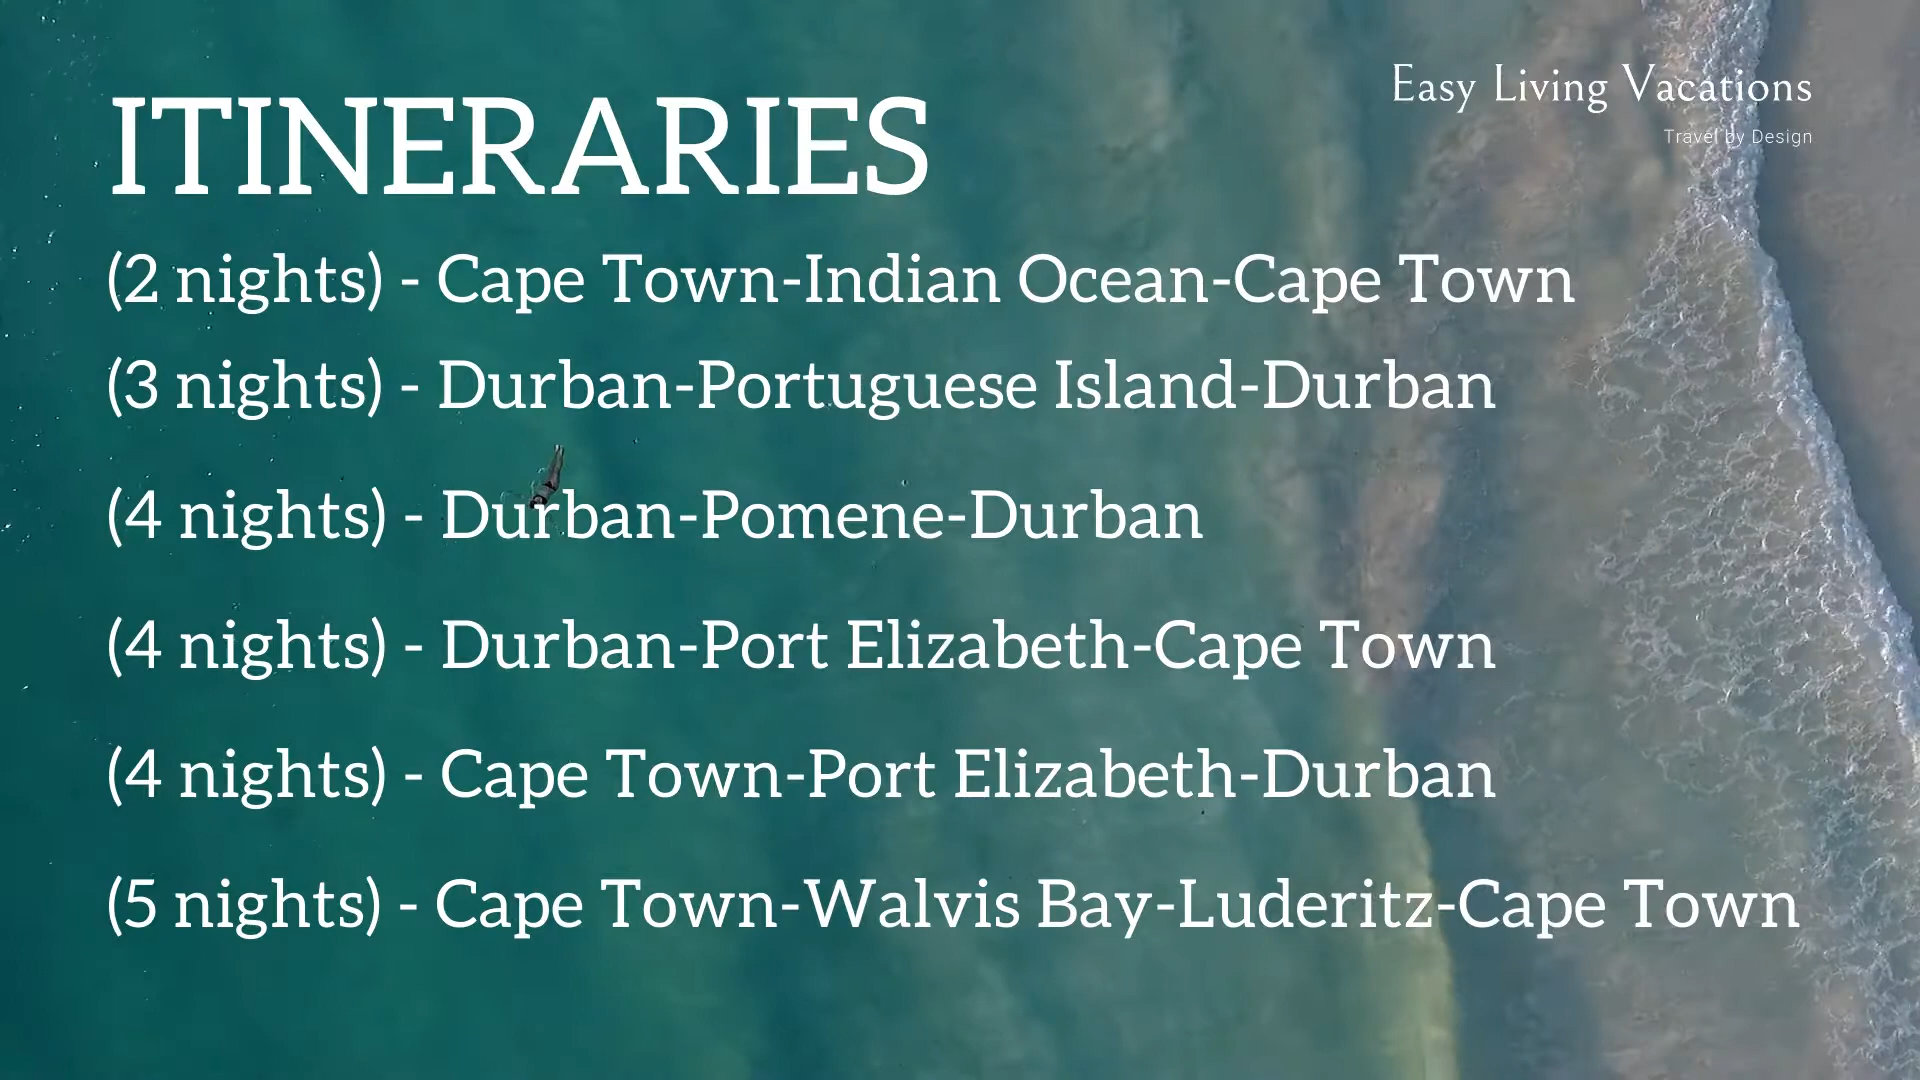 Easy Living Vacations
Travel by Design
ITINERARIES
(2 nights) - Cape Town-Indian Ocean-Cape Town
(3 nights) - Durban-Portuguese Island-Durban
(4 nights) - Durban-Pomene-Durban
(4 nights) - Durban-Port Elizabeth-Cape Town
(4 nights) - Cape Town-Port Elizabeth-Durban
(5 nights) - Cape Town-Walvis Bay-Luderitz-Cape Town